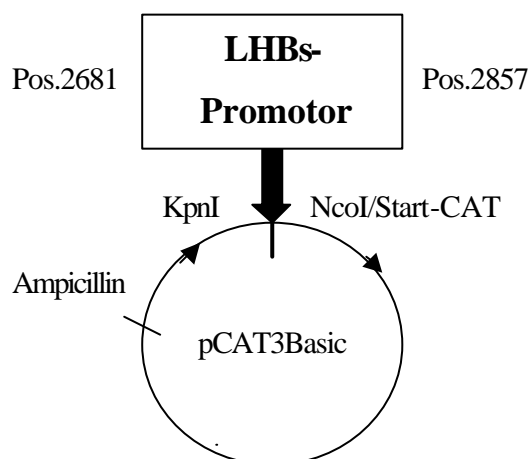 LHBs-
Pos.2681
Pos.2857
Promotor
KpnI
NcoI/Start-CAT
Ampicillin
pCAT3Basic